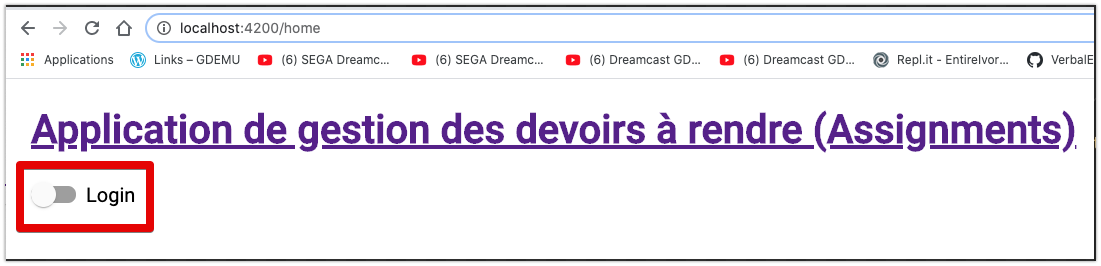 localhost:4200/home
Applications Links – GDEMU (6) SEGA Dreamc... (6) SEGA Dreamc... (6) Dreamcast GD... (6) Dreamcast GD... Repl.it - EntireIvor... VerbalE
Application de gestion des devoirs à rendre (Assignments)
Login